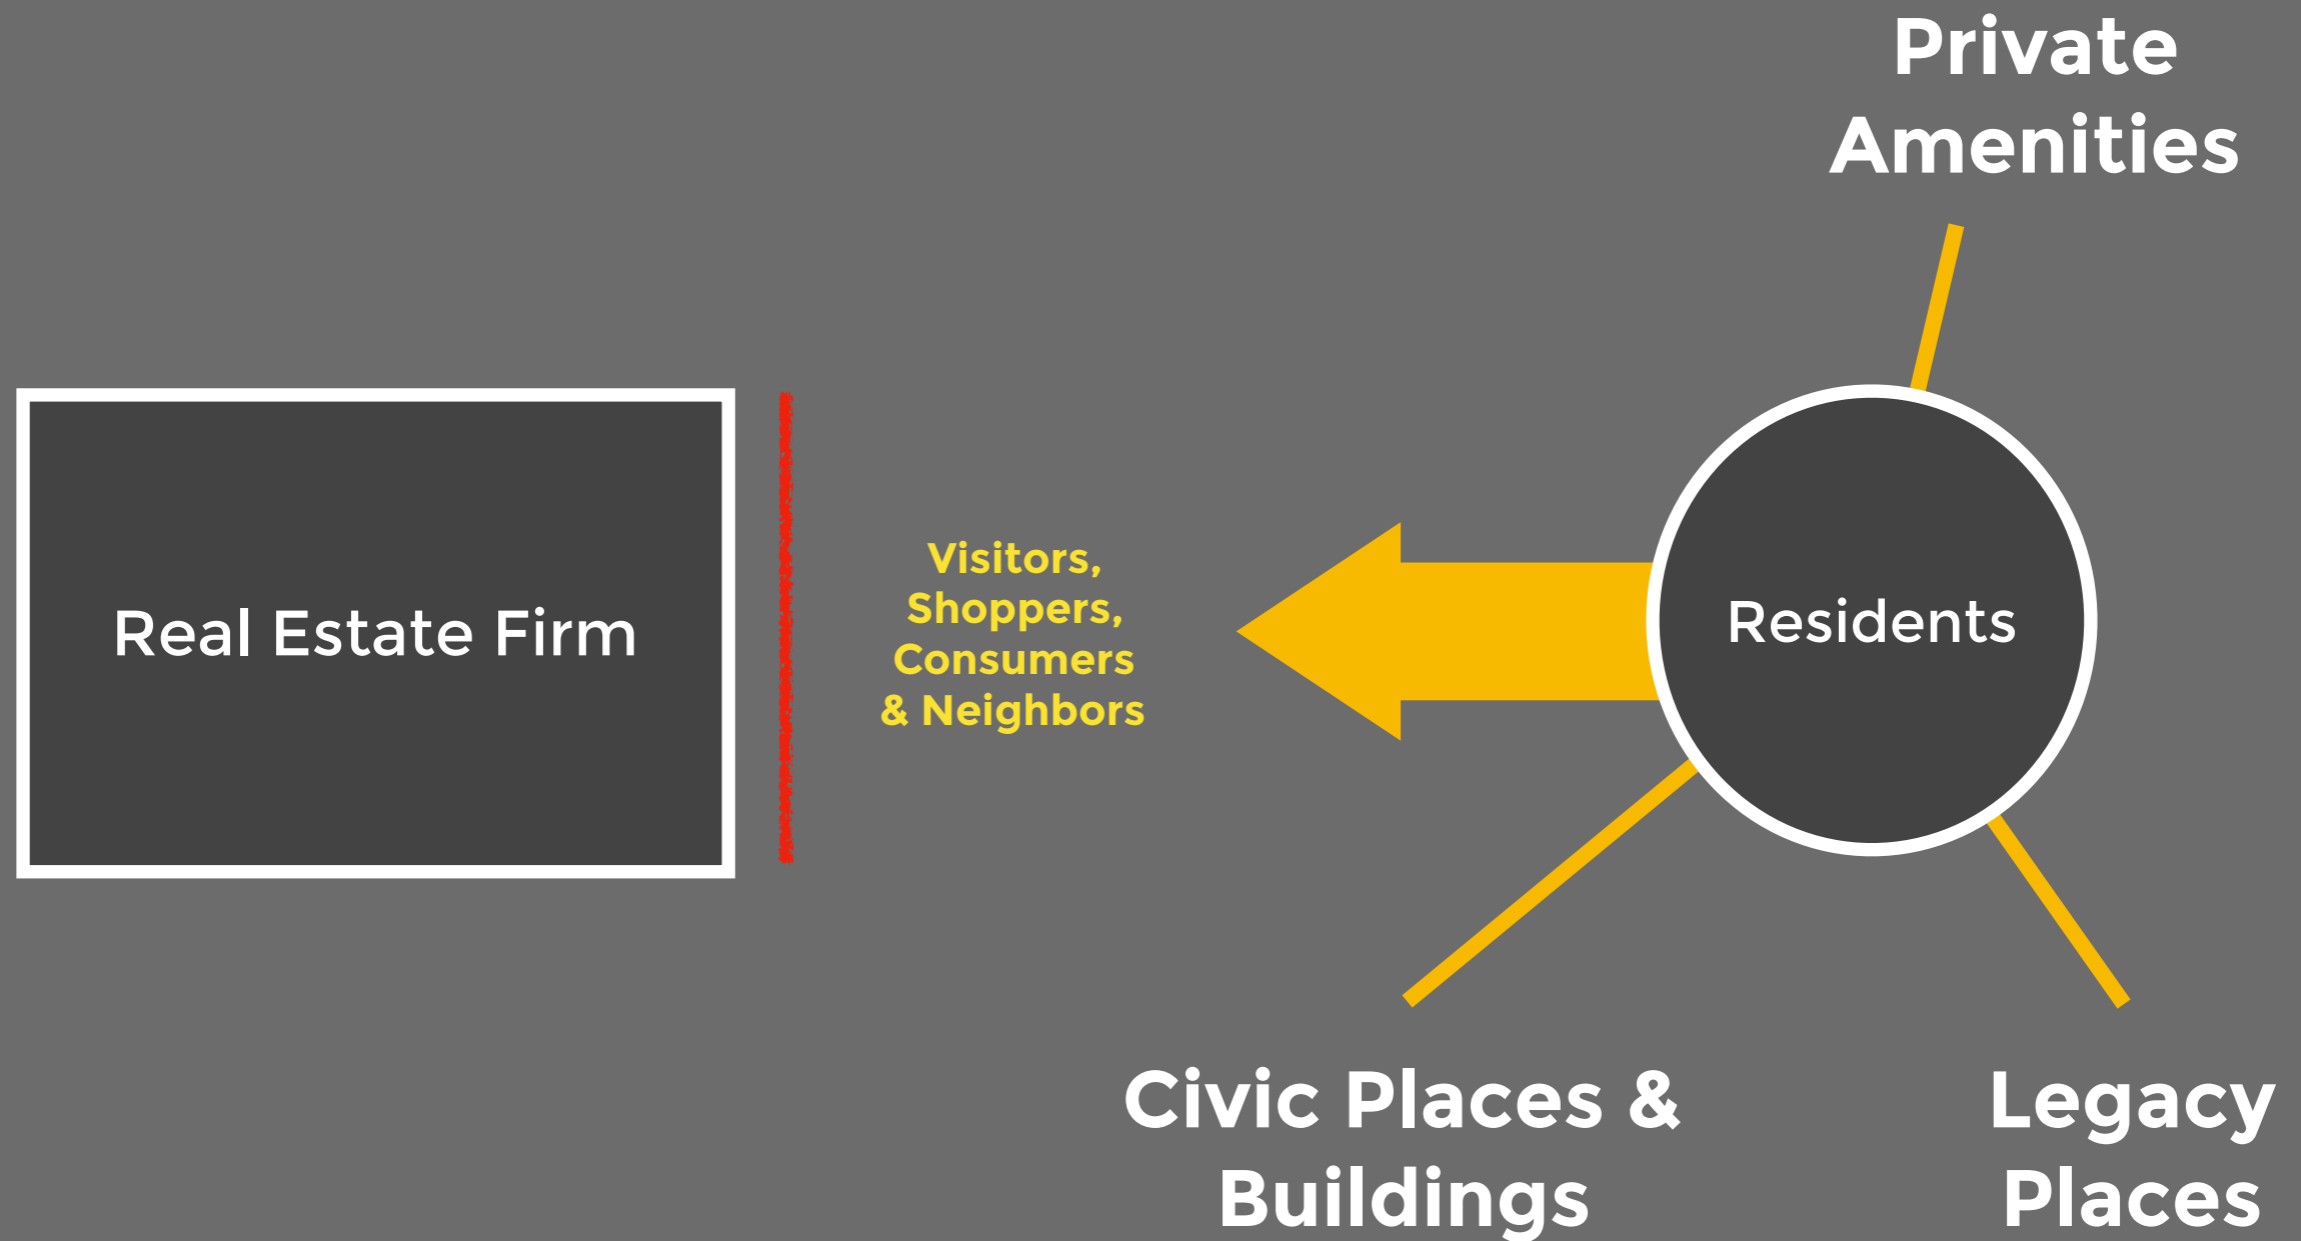 Private
Amenities
Real Estate Firm
Visitors,
Shoppers,
Consumers
& Neighbors
Residents
Civic Places &
Buildings
Legacy
Places